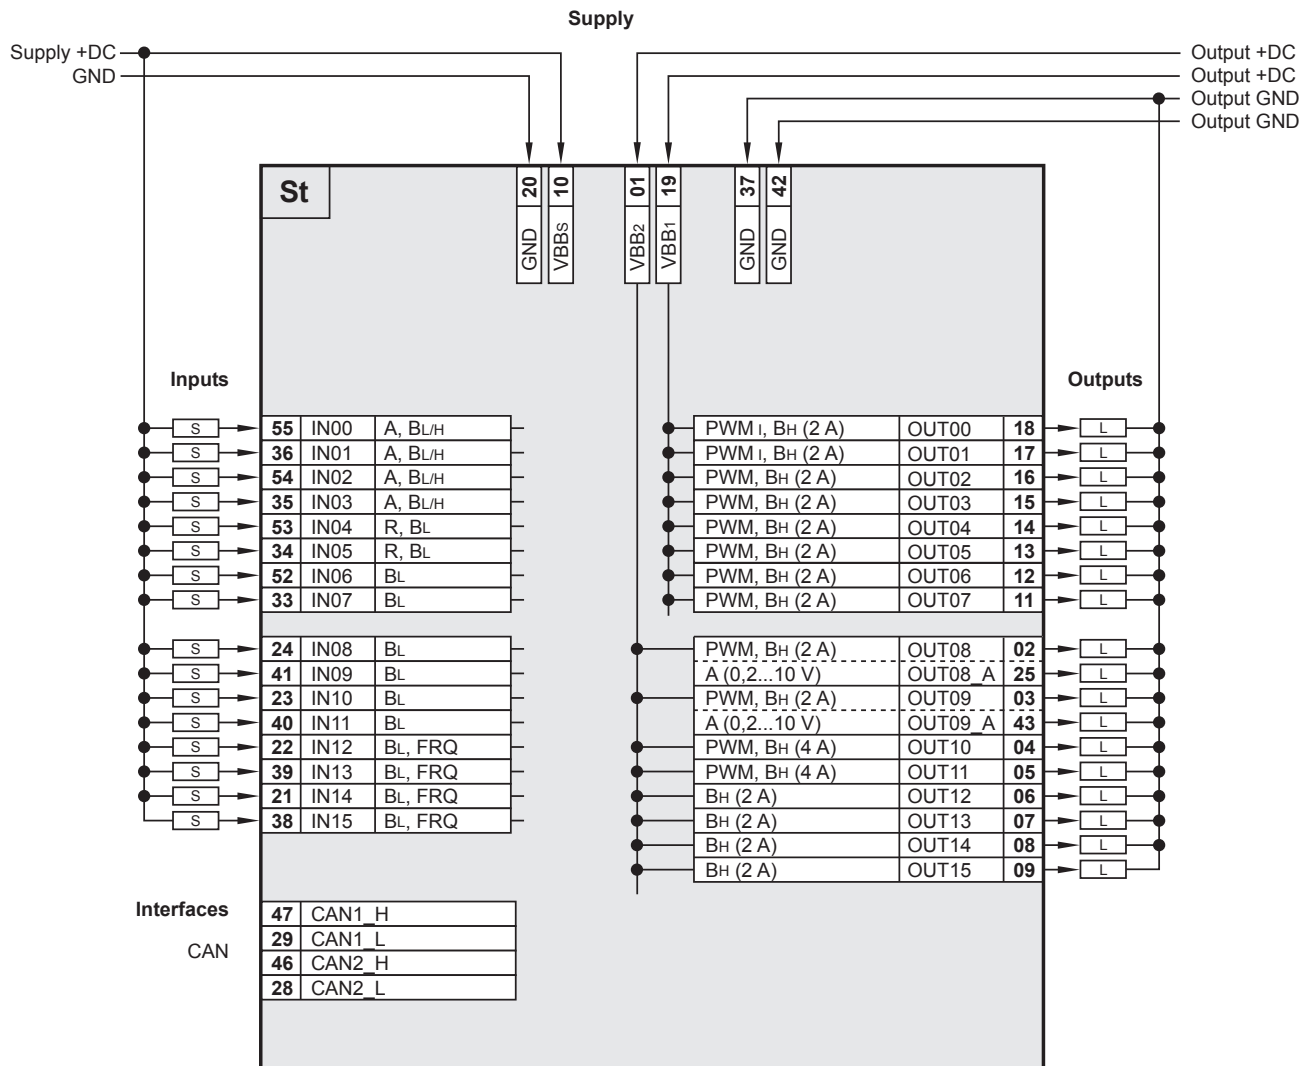 Supply
Supply +DC
Output +DC
GND
Output +DC
Output GND
Output GND
St
20 GND
10 VBBS
01 VBB2
19 VBB1
37 GND
42 GND
Inputs
Outputs
S 55 IN00 A, BL/H
S 36 IN01 A, BL/H
S 54 IN02 A, BL/H
S 35 IN03 A, BL/H
S 53 IN04 R, BL
S 34 IN05 R, BL
S 52 IN06 BL
S 33 IN07 BL
PWM I, BH (2 A) OUT00 18 L
PWM I, BH (2 A) OUT01 17 L
PWM, BH (2 A) OUT02 16 L
PWM, BH (2 A) OUT03 15 L
PWM, BH (2 A) OUT04 14 L
PWM, BH (2 A) OUT05 13 L
PWM, BH (2 A) OUT06 12 L
PWM, BH (2 A) OUT07 11 L
S 24 IN08 BL
S 41 IN09 BL
S 23 IN10 BL
S 40 IN11 BL
S 22 IN12 BL, FRQ
S 39 IN13 BL, FRQ
S 21 IN14 BL, FRQ
S 38 IN15 BL, FRQ
PWM, BH (2 A) OUT08 02 L
A (0,2...10 V) OUT08_A 25 L
PWM, BH (2 A) OUT09 03 L
A (0,2...10 V) OUT09_A 43 L
PWM, BH (4 A) OUT10 04 L
PWM, BH (4 A) OUT11 05 L
BH (2 A) OUT12 06 L
BH (2 A) OUT13 07 L
BH (2 A) OUT14 08 L
BH (2 A) OUT15 09 L
Interfaces
CAN
47 CAN1_H
29 CAN1_L
46 CAN2_H
28 CAN2_L